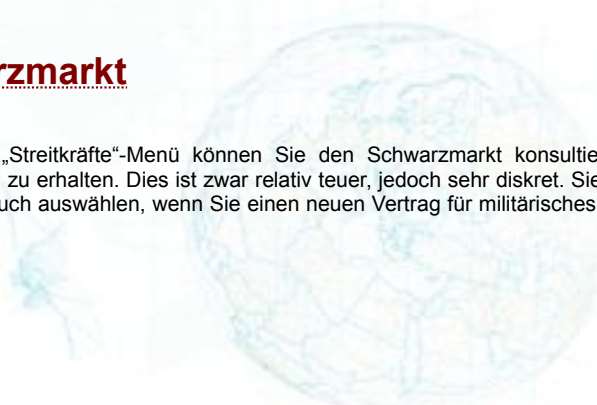 rzmarkt
„Streitkräfte“-Menü können Sie den Schwarzmarkt konsultie
zu erhalten. Dies ist zwar relativ teuer, jedoch sehr diskret. Sie
uch auswählen, wenn Sie einen neuen Vertrag für militärisches